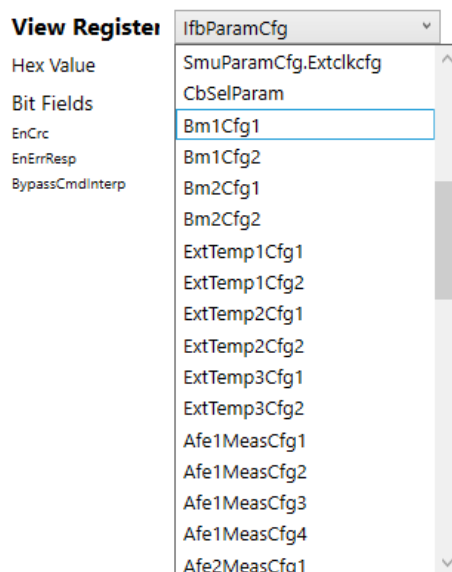 View Register IfbParamCfg
Hex Value
Bit Fields
EnCrc
EnErrResp
BypassCmdInterp
SmuParamCfg.Extclkcfg
CbSelParam
Bm1Cfg1
Bm1Cfg2
Bm2Cfg1
Bm2Cfg2
ExtTemp1Cfg1
ExtTemp1Cfg2
ExtTemp2Cfg1
ExtTemp2Cfg2
ExtTemp3Cfg1
ExtTemp3Cfg2
Afe1MeasCfg1
Afe1MeasCfg2
Afe1MeasCfg3
Afe1MeasCfg4
Afe2MeasCfg1